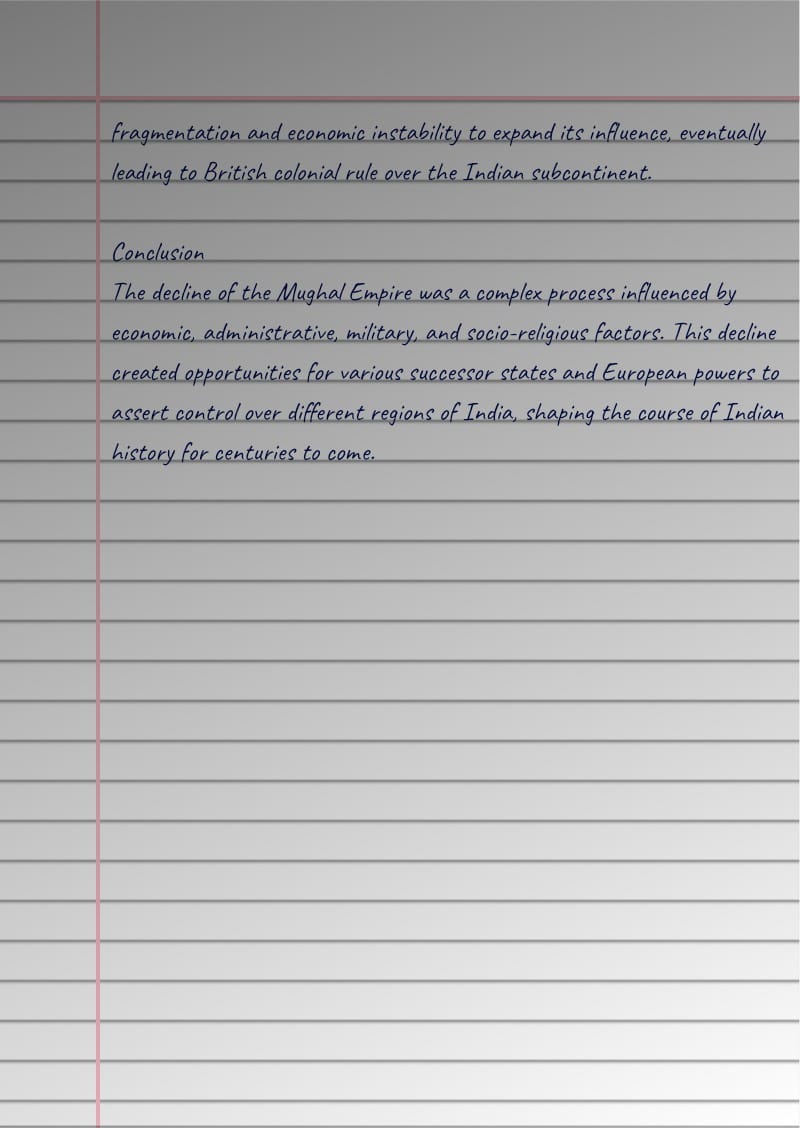 fragmentation and economic instability to expand its influence, eventually
leading to British colonial rule over the Indian subcontinent.
Conclusion
The decline of the Mughal Empire was a complex process influenced by
economic, administrative, military, and socio-religious factors. This decline
created opportunities for various successor states and European powers to
assert control over different regions of India, shaping the course of Indian
history for centuries to come.